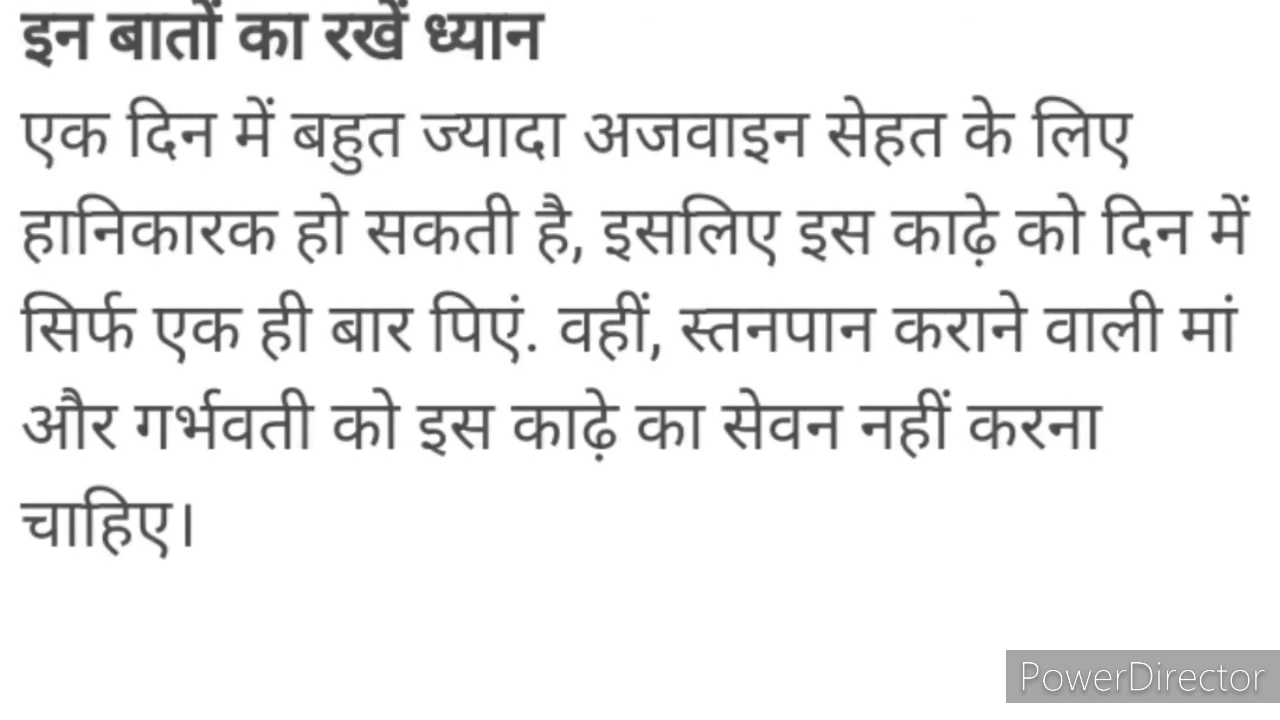 इन बातों का रखें ध्यान
एक दिन में बहुत ज्यादा अजवाइन सेहत के लिए
हानिकारक हो सकती है, इसलिए इस काढ़े को दिन में
सिर्फ एक ही बार पिएं. वहीं, स्तनपान कराने वाली मां
और गर्भवती को इस काढ़े का सेवन नहीं करना
चाहिए।
PowerDirector